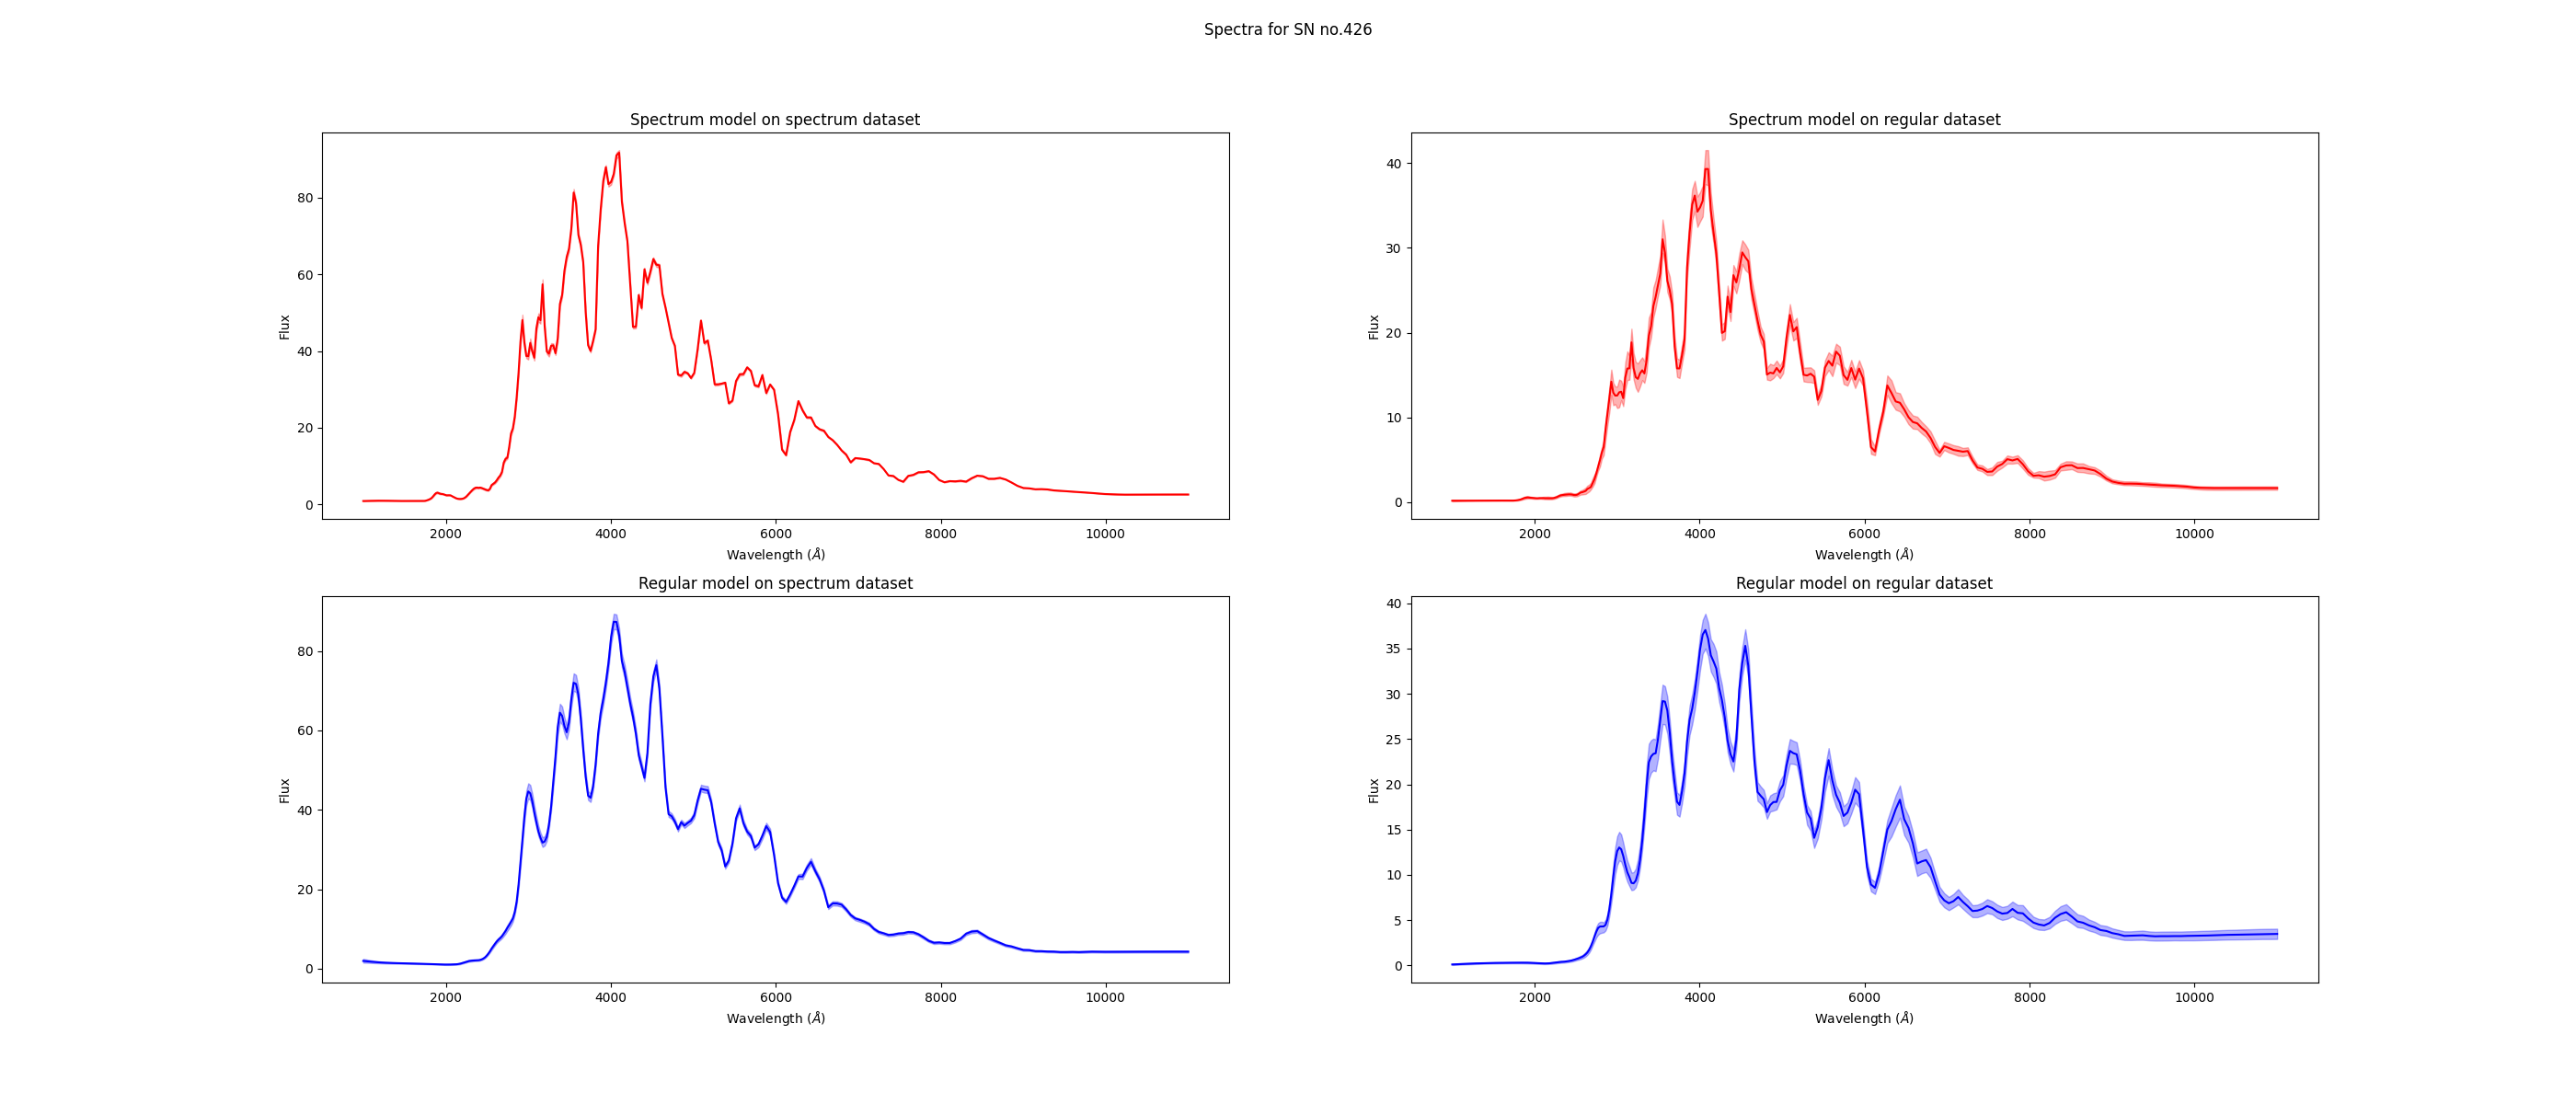 Spectra for SN no.426
Spectrum model on spectrum dataset
Flux
80
60
40
20
0
2000 4000 6000 8000 10000
Wavelength (Å)
Spectrum model on regular dataset
Flux
40
30
20
10
0
2000 4000 6000 8000 10000
Wavelength (Å)
Regular model on spectrum dataset
Flux
80
60
40
20
0
2000 4000 6000 8000 10000
Wavelength (Å)
Regular model on regular dataset
Flux
40
35
30
25
20
15
10
5
0
2000 4000 6000 8000 10000
Wavelength (Å)